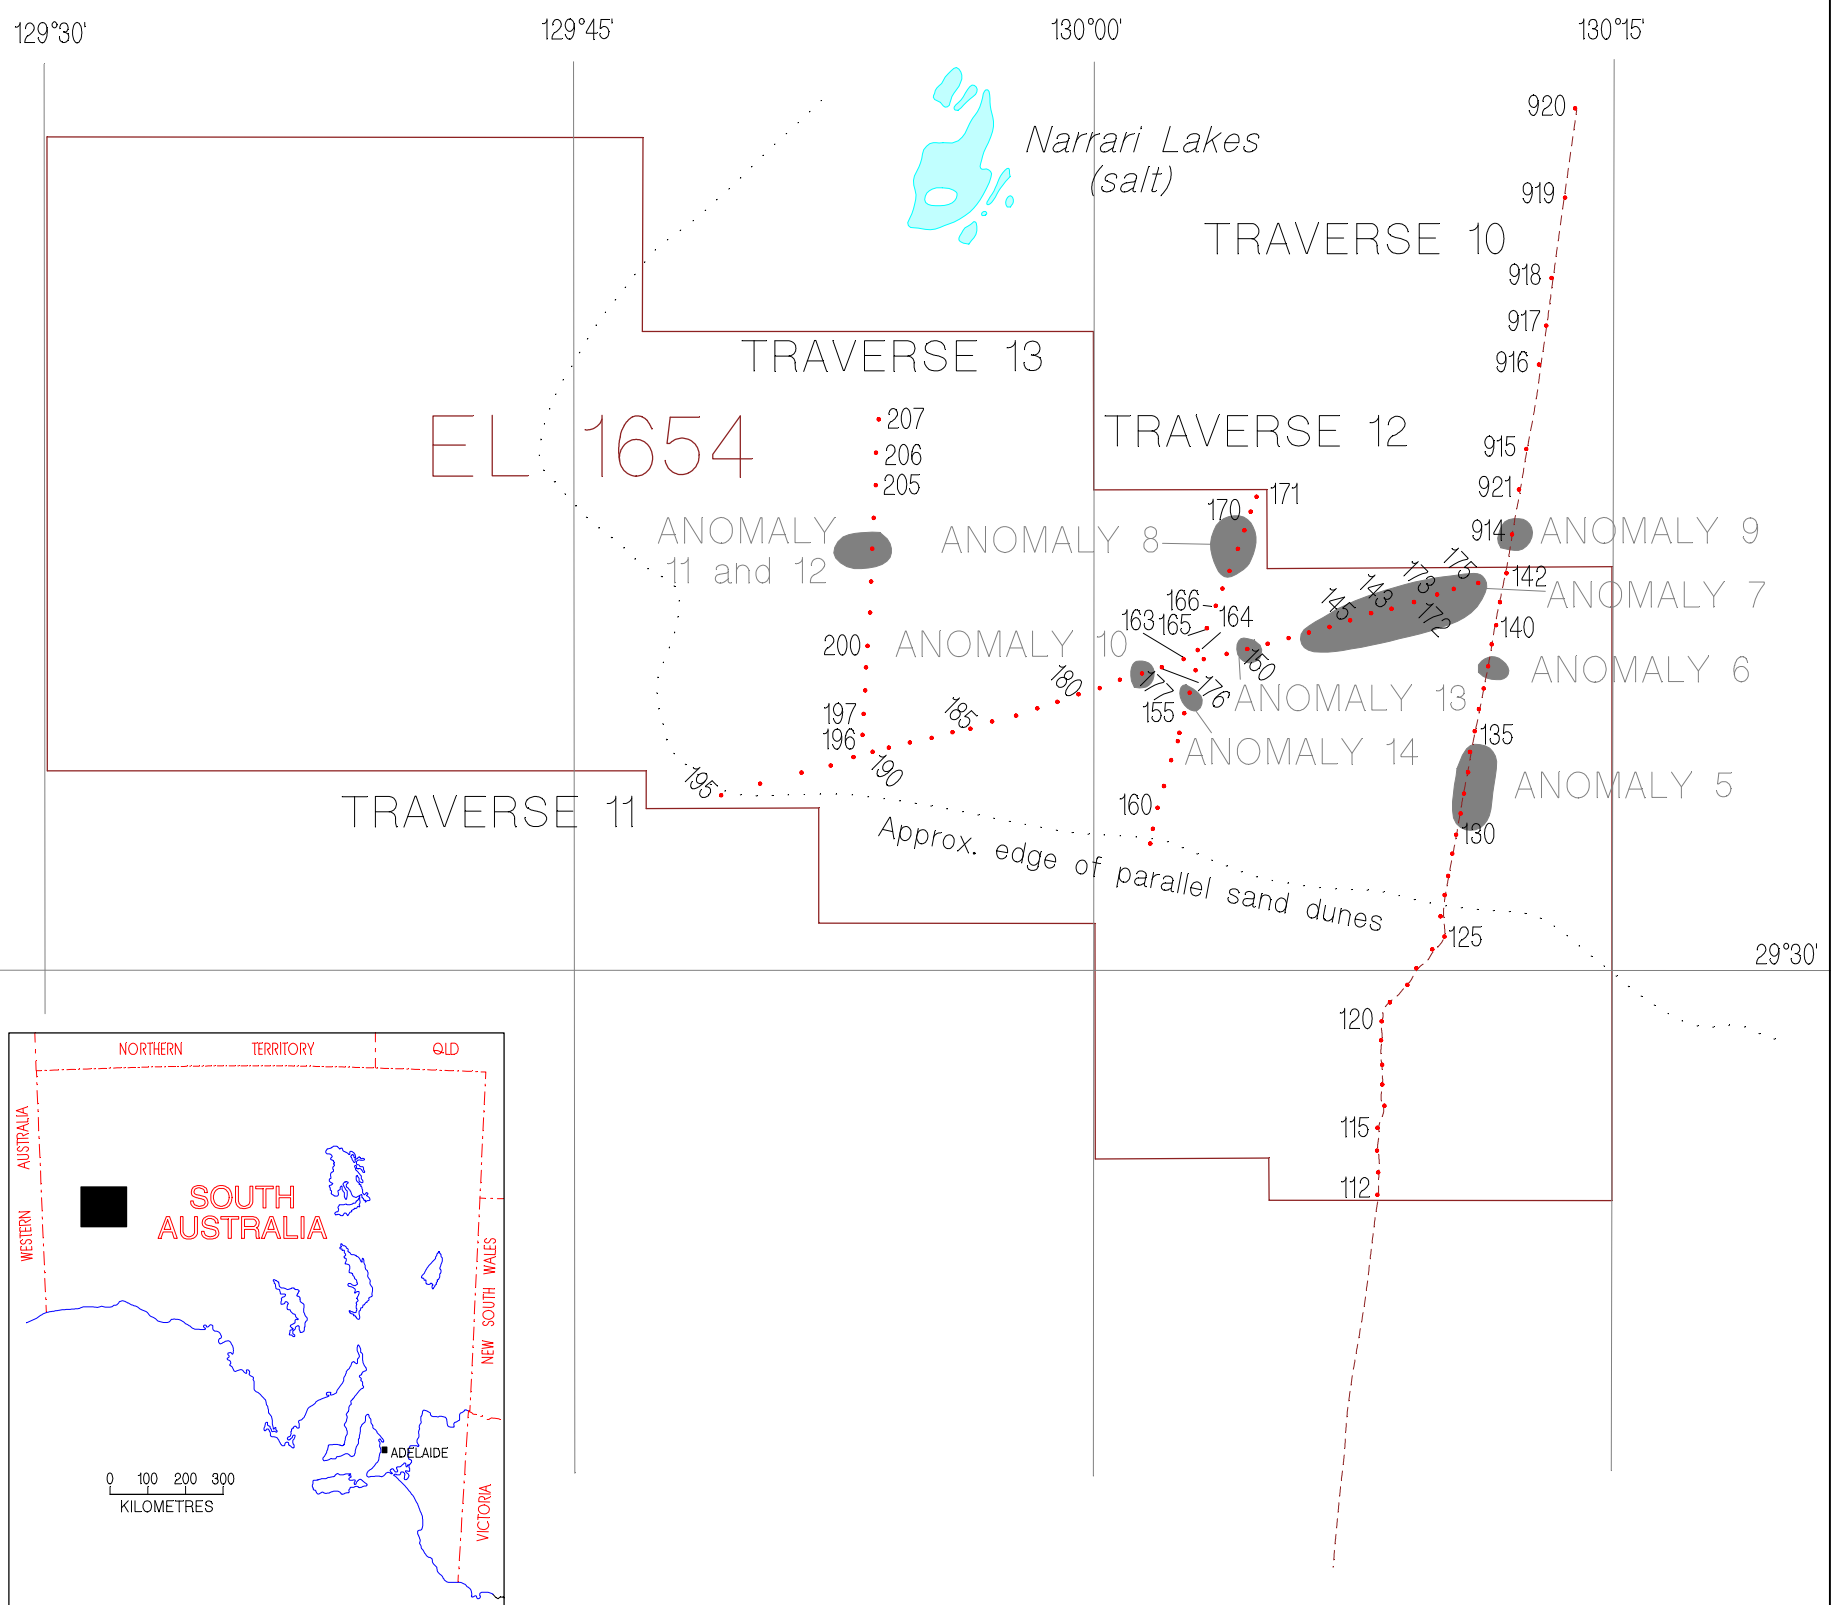 129°30'
129°45'
130°00'
130°15'
920
Narrari Lakes
(salt)
919
TRAVERSE 10
918
917
916
TRAVERSE 13
207
EL 1654
TRAVERSE 12
206
915
205
921
171
170
ANOMALY
11 and 12
ANOMALY 8
914
ANOMALY 9
175
173
142
143
145
172
ANOMALY 7
166
163
165
164
140
200
ANOMALY 10
150
ANOMALY 6
180
177
176
ANOMALY 13
185
197
155
196
135
ANOMALY 14
190
195
ANOMALY 5
TRAVERSE 11
160
130
Approx. edge of parallel sand dunes
125
29°30'
120
115
112
NORTHERN TERRITORY
QLD
WESTERN AUSTRALIA
SOUTH
AUSTRALIA
NEW SOUTH WALES
ADELAIDE
0 100 200 300
KILOMETRES
VICTORIA